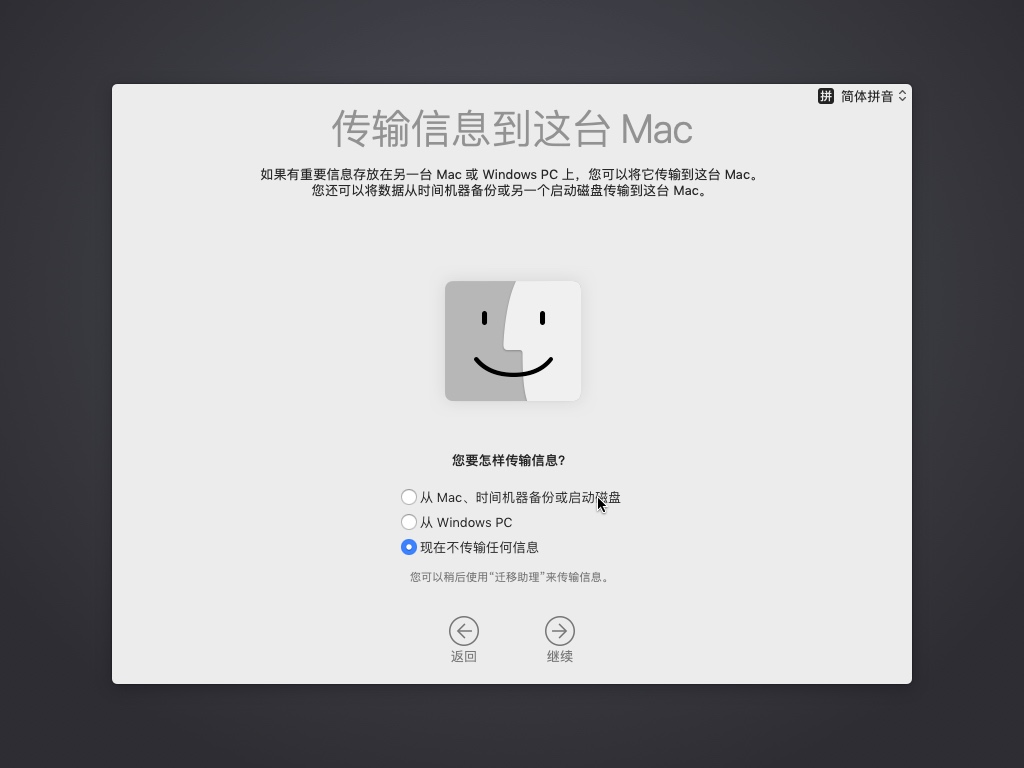 拼 简体拼音
传输信息到这台 Mac
如果有重要信息存放在另一台 Mac 或 Windows PC 上，您可以将它传输到这台 Mac。
您还可以将数据从时间机器备份或另一个启动磁盘传输到这台 Mac。
您要怎样传输信息?
从 Mac、时间机器备份或启动磁盘
从 Windows PC
现在不传输任何信息
您可以稍后使用“迁移助理”来传输信息。
返回 继续